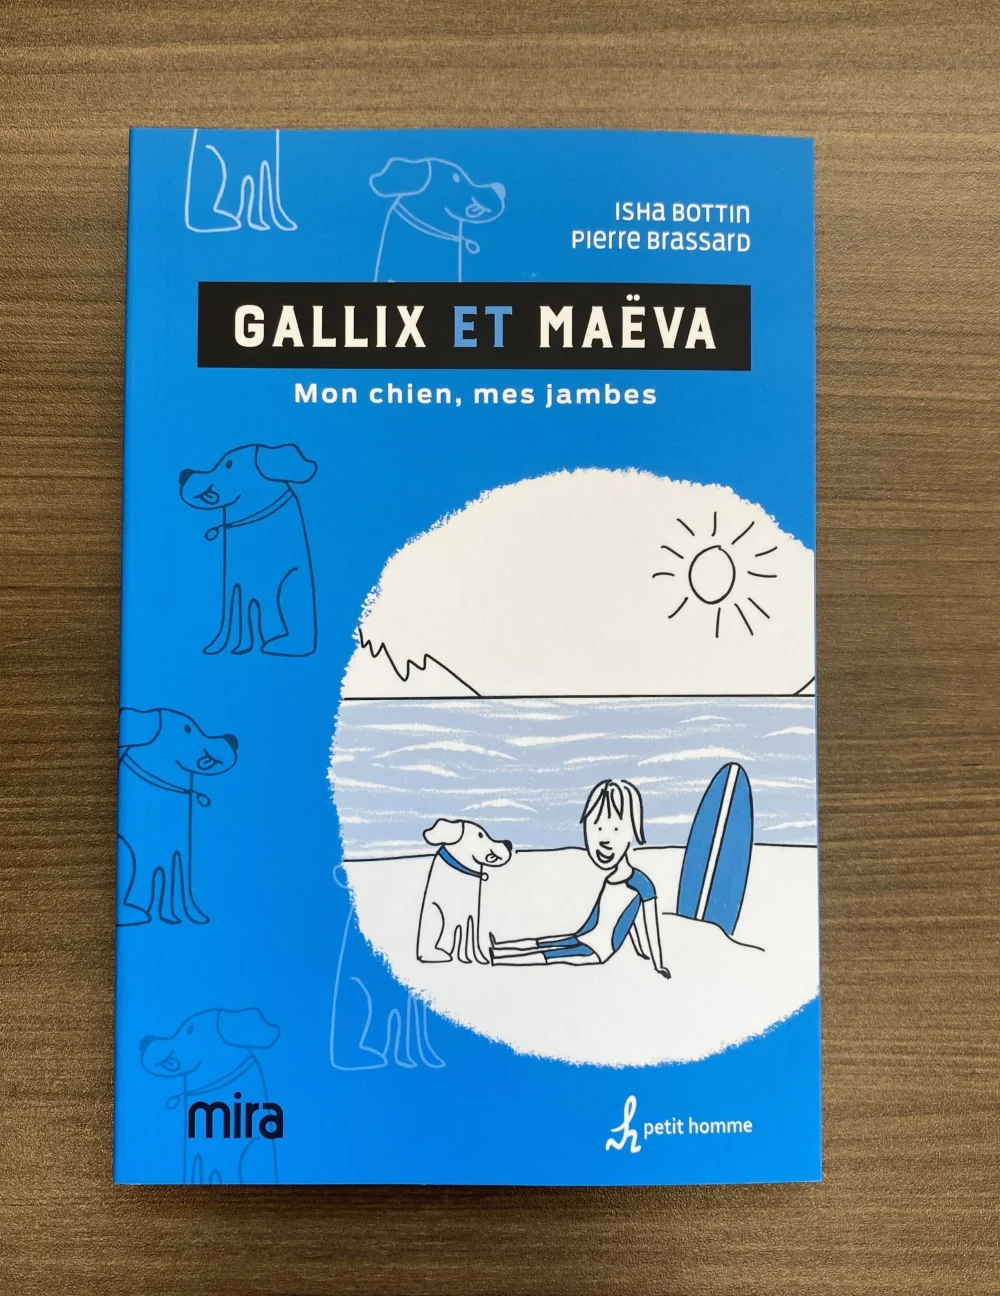 Isha Bottin
Pierre Brassard
GALLIX ET MAËVA
Mon chien, mes jambes
mira
petit homme